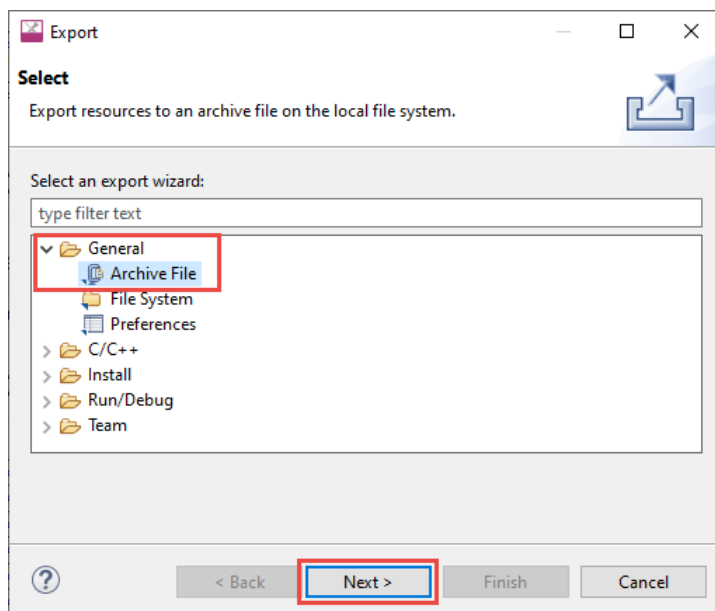 Export
Select
Export resources to an archive file on the local file system.
Select an export wizard:
type filter text
General
Archive File
File System
Preferences
C/C++
Install
Run/Debug
Team
?
< Back
Next >
Finish
Cancel